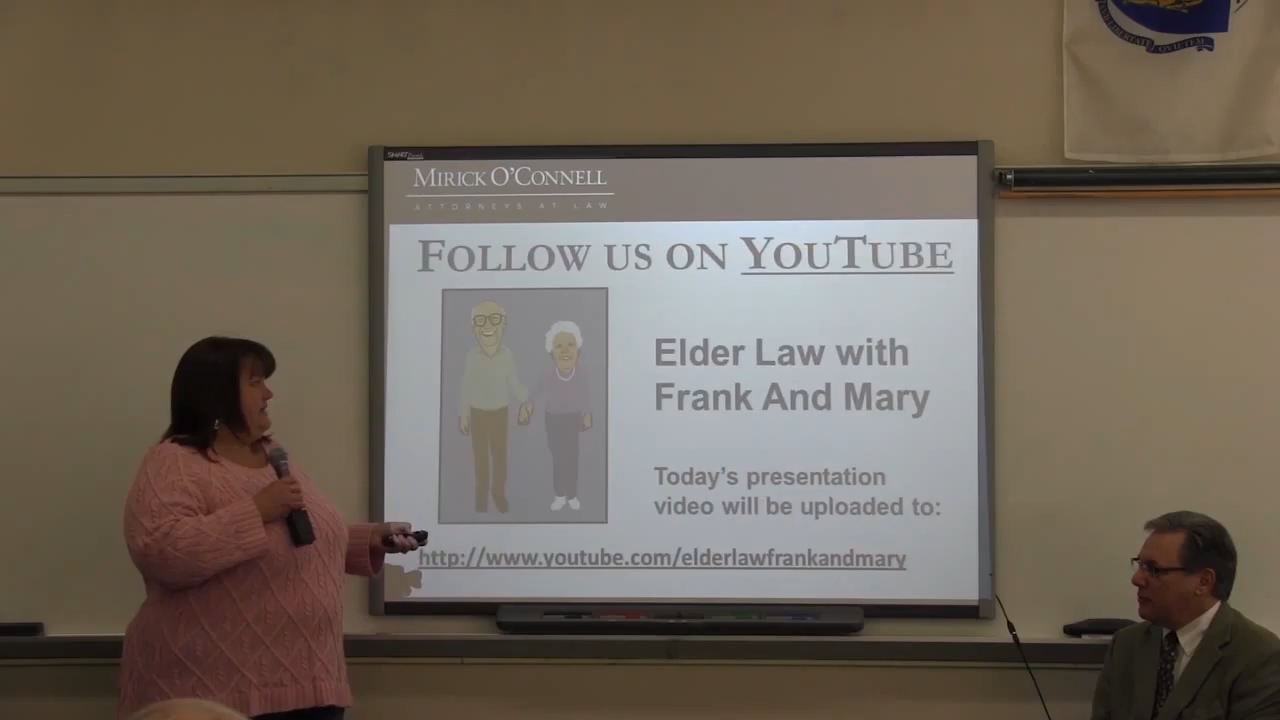 SMART
MIRICK O'CONNELL
ATTORNEYS AT LAW
FOLLOW US ON YOUTUBE
Elder Law with
Frank And Mary
Today's presentation
video will be uploaded to:
http://www.youtube.com/elderlawfrankandmary